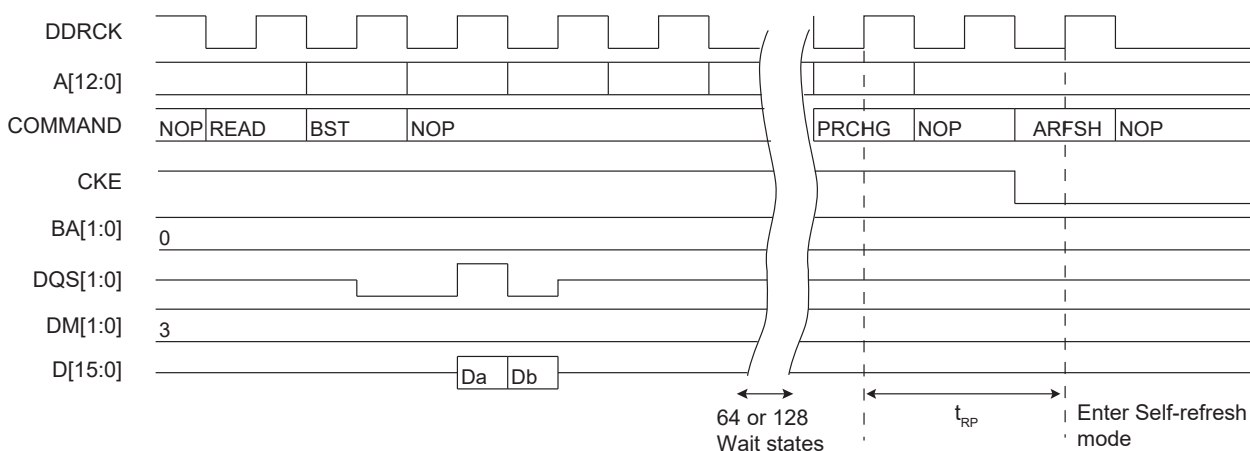 DDRCK
A[12:0]
COMMAND NOP READ BST NOP PRCHG NOP ARFSH NOP
CKE
BA[1:0] 0
DQS[1:0]
DM[1:0] 3
D[15:0] Da Db
64 or 128
Wait states
tRP
Enter Self-refresh
mode